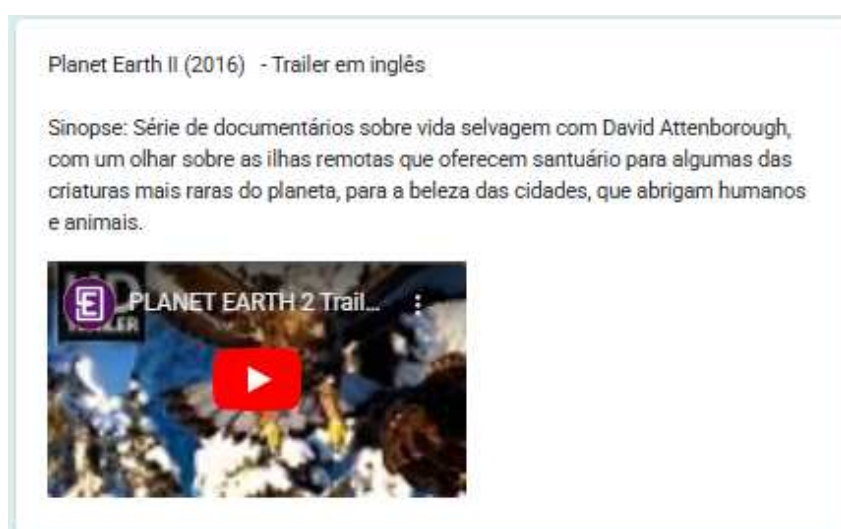 Planet Earth II (2016) - Trailer em inglês
Sinopse: Série de documentários sobre vida selvagem com David Attenborough,
com um olhar sobre as ilhas remotas que oferecem santuário para algumas das
criaturas mais raras do planeta, para a beleza das cidades, que abrigam humanos
e animais.
HD
E PLANET EARTH 2 Trail...
TRAILER